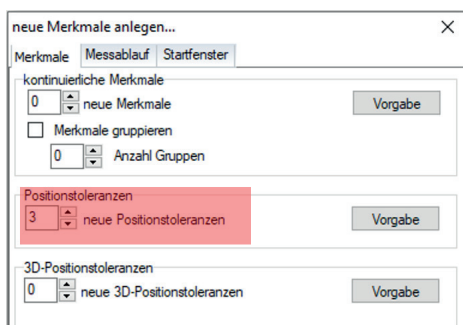 neue Merkmale anlegen...
Merkmale Messablauf Startfenster
kontinuierliche Merkmale
0 neue Merkmale Vorgabe
Merkmale gruppieren
0 Anzahl Gruppen
Positionstoleranzen
3 neue Positionstoleranzen Vorgabe
3D-Positionstoleranzen
0 neue 3D-Positionstoleranzen Vorgabe